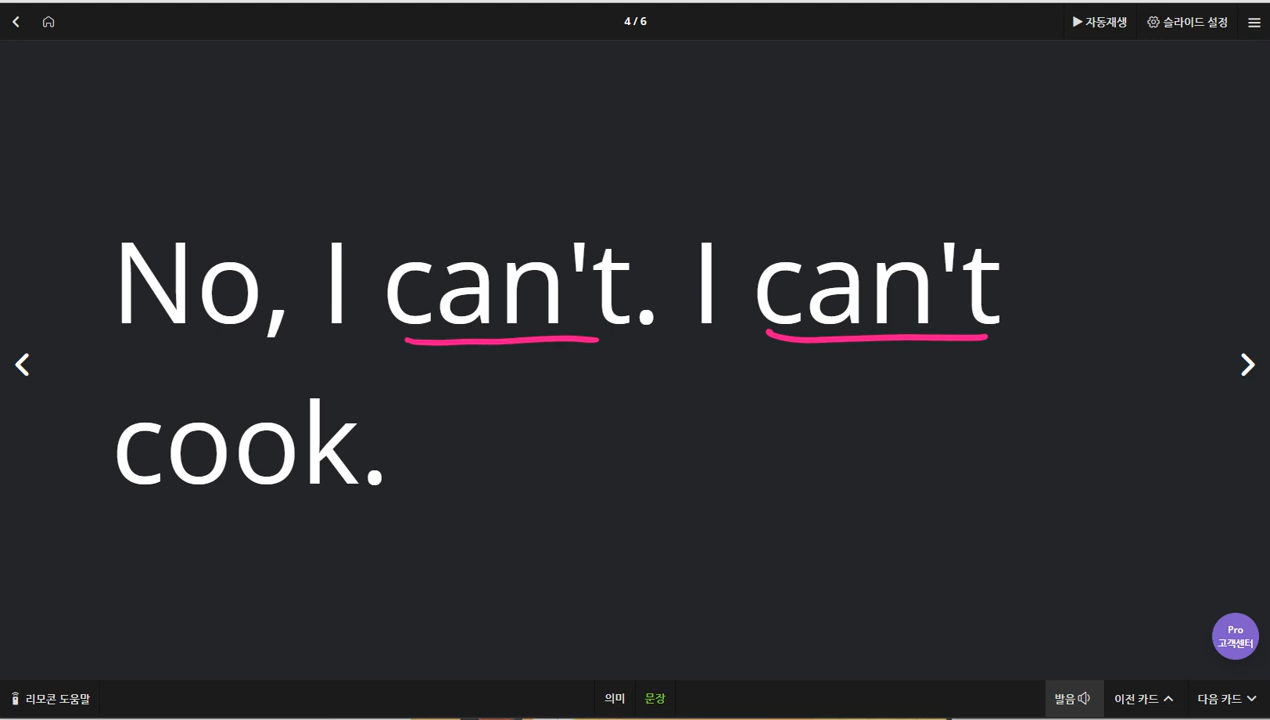 4 / 6
자동재생
슬라이드 설정
No, I can't. I can't
cook.
Pro
고객센터
리모콘 도움말
의미
문장
발음
이전 카드
다음 카드